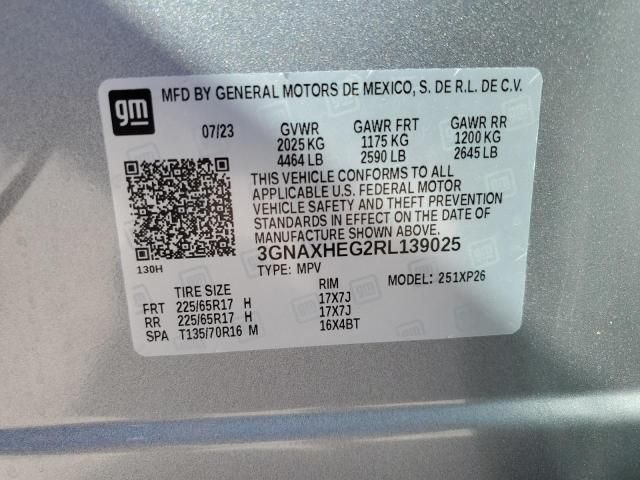 gm
MFD BY GENERAL MOTORS DE MEXICO, S. DE R.L. DE C.V.
07/23 GVWR GAWR FRT GAWR RR
2025 KG 1175 KG 1200 KG
4464 LB 2590 LB 2645 LB
THIS VEHICLE CONFORMS TO ALL
APPLICABLE U.S. FEDERAL MOTOR
VEHICLE SAFETY AND THEFT PREVENTION
STANDARDS IN EFFECT ON THE DATE OF
MANUFACTURE SHOWN ABOVE.
3GNAXHEG2RL139025
130H
TYPE: MPV MODEL: 251XP26
TIRE SIZE RIM
FRT 225/65R17 H 17X7J
RR 225/65R17 H 17X7J
SPA T135/70R16 M 16X4BT